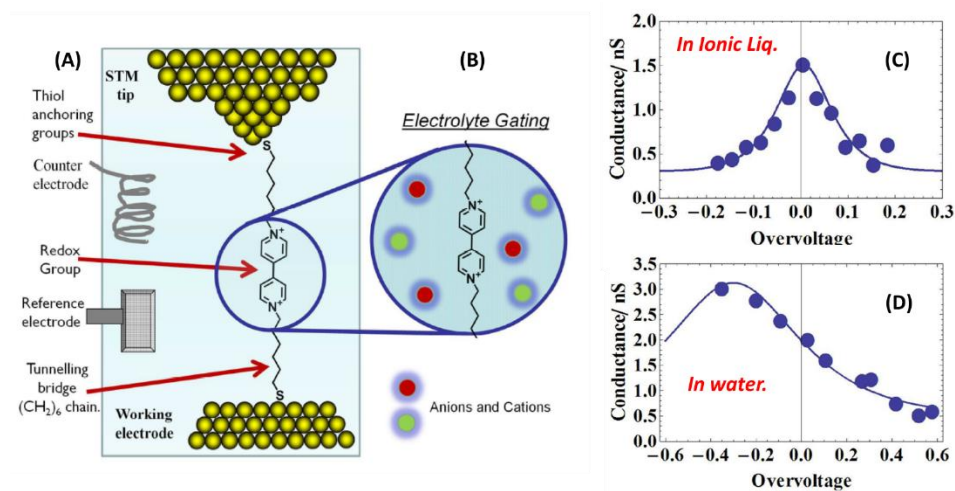 (A)
STM
tip
Thiol
anchoring
groups
S
Counter
electrode
N+
Redox
Group
N+
Reference
electrode
Tunnelling
bridge
(CH2)6 chain.
S
Working
electrode
(B)
Electrolyte Gating
N+
N+
Anions and Cations
(C)
In Ionic Liq.
Conductance/ nS
2.0
1.5
1.0
0.5
0.0
−0.3 −0.2 −0.1 0.0 0.1 0.2 0.3
Overvoltage
(D)
In water.
Conductance/ nS
3.5
3.0
2.5
2.0
1.5
1.0
0.5
0.0
−0.6 −0.4 −0.2 0.0 0.2 0.4 0.6
Overvoltage